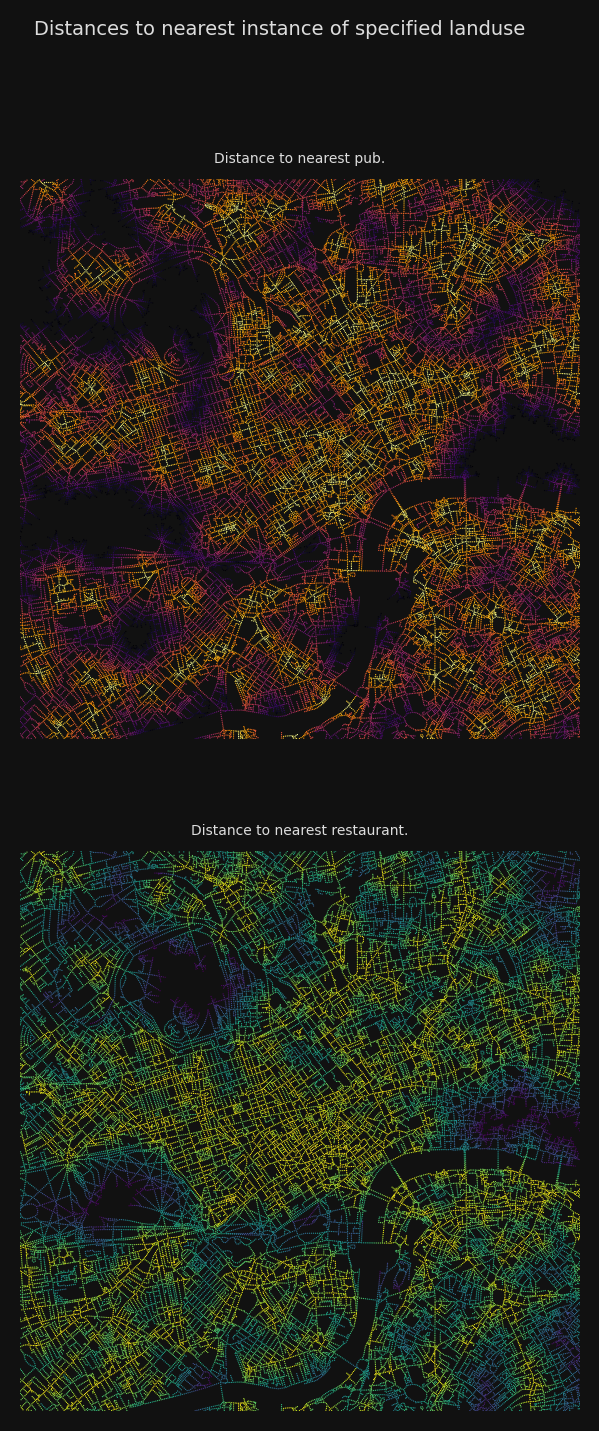 Distances to nearest instance of specified landuse
Distance to nearest pub.
Distance to nearest restaurant.